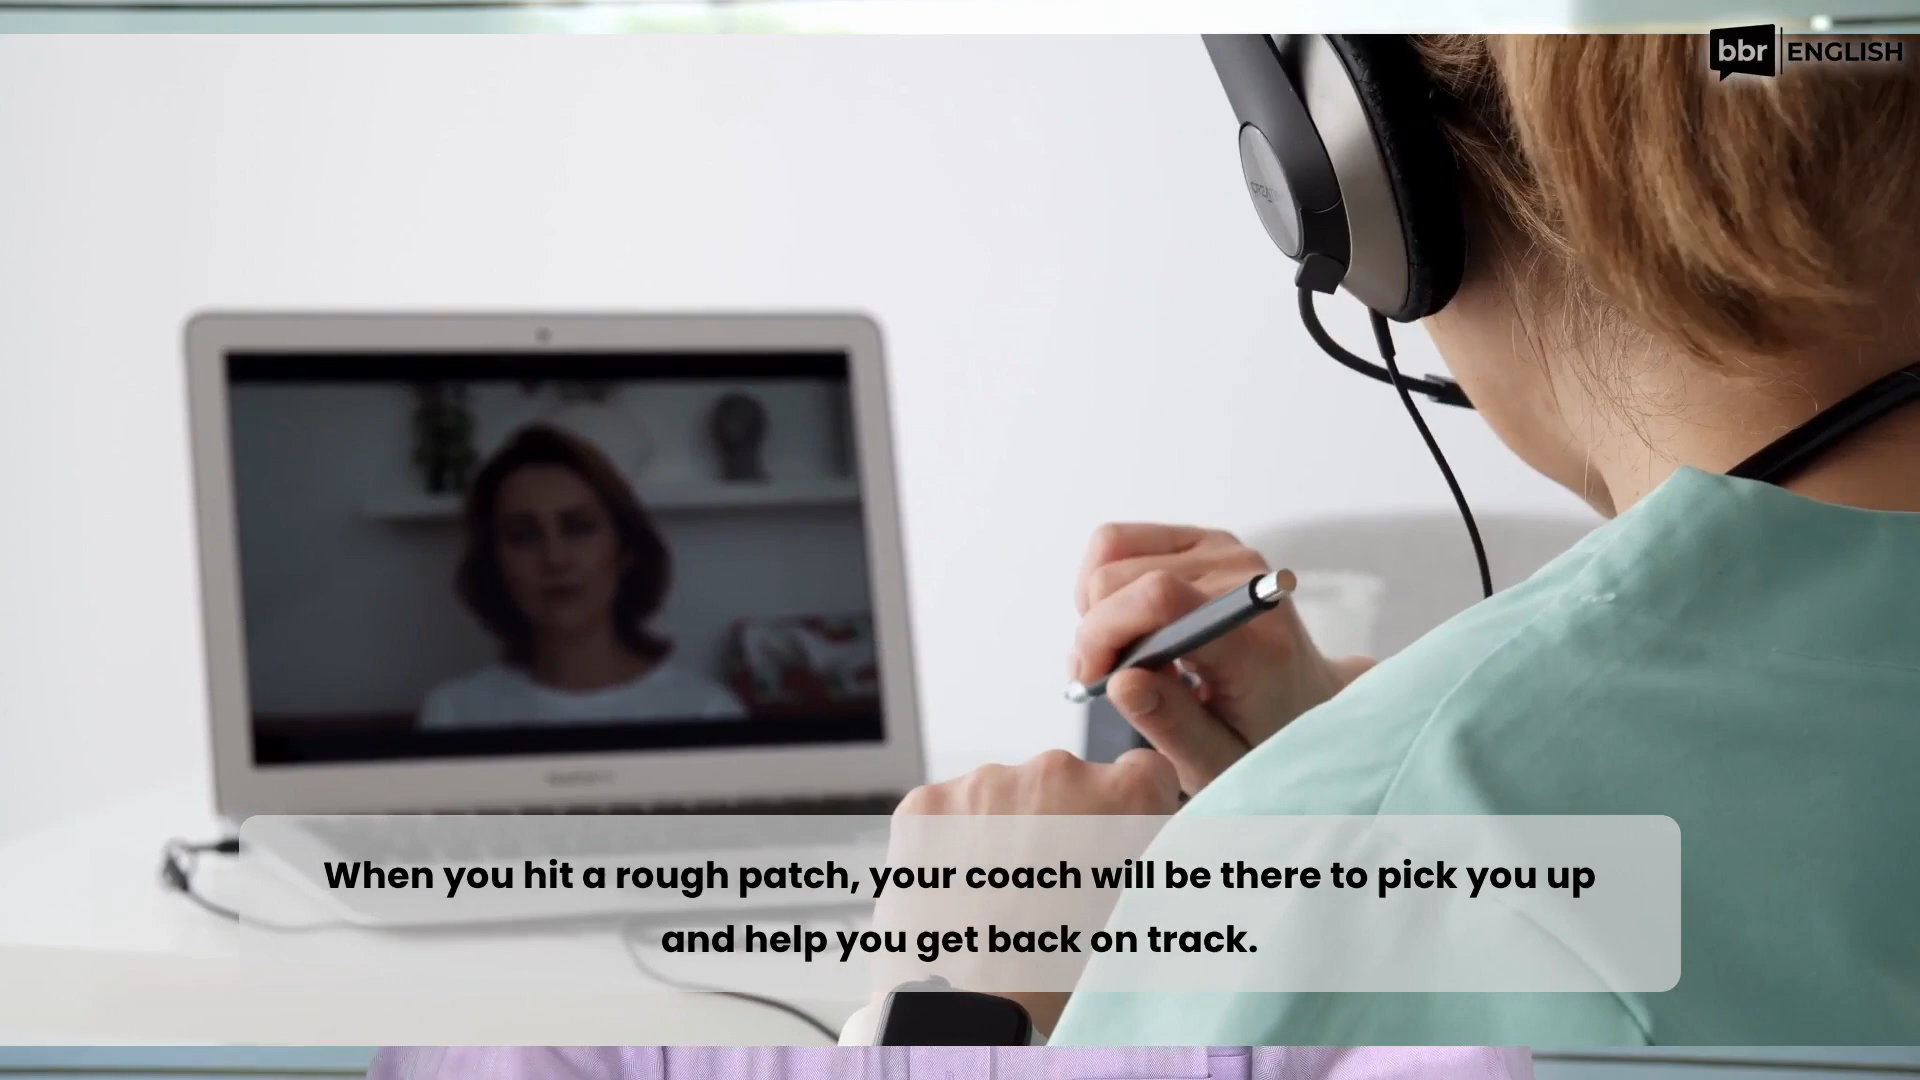 bbr ENGLISH
When you hit a rough patch, your coach will be there to pick you up
and help you get back on track.